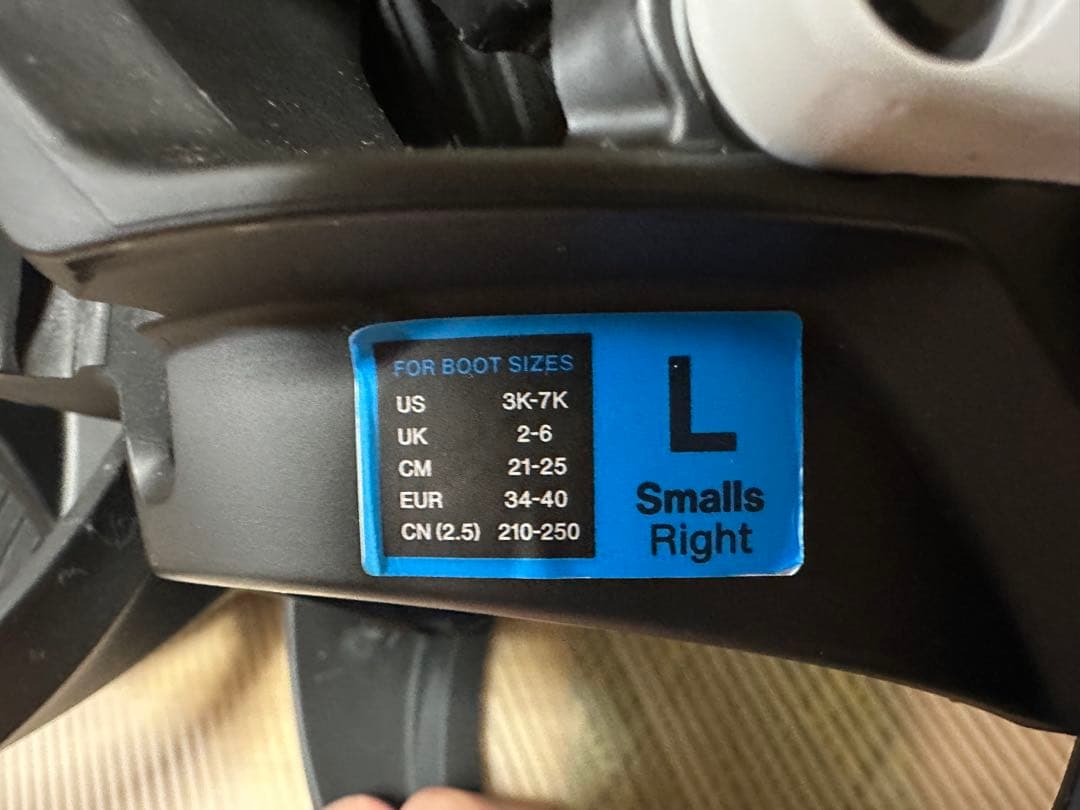 FOR BOOT SIZES
US 3K-7K
UK 2-6
CM 21-25
EUR 34-40
CN (2.5) 210-250
L
Smalls
Right